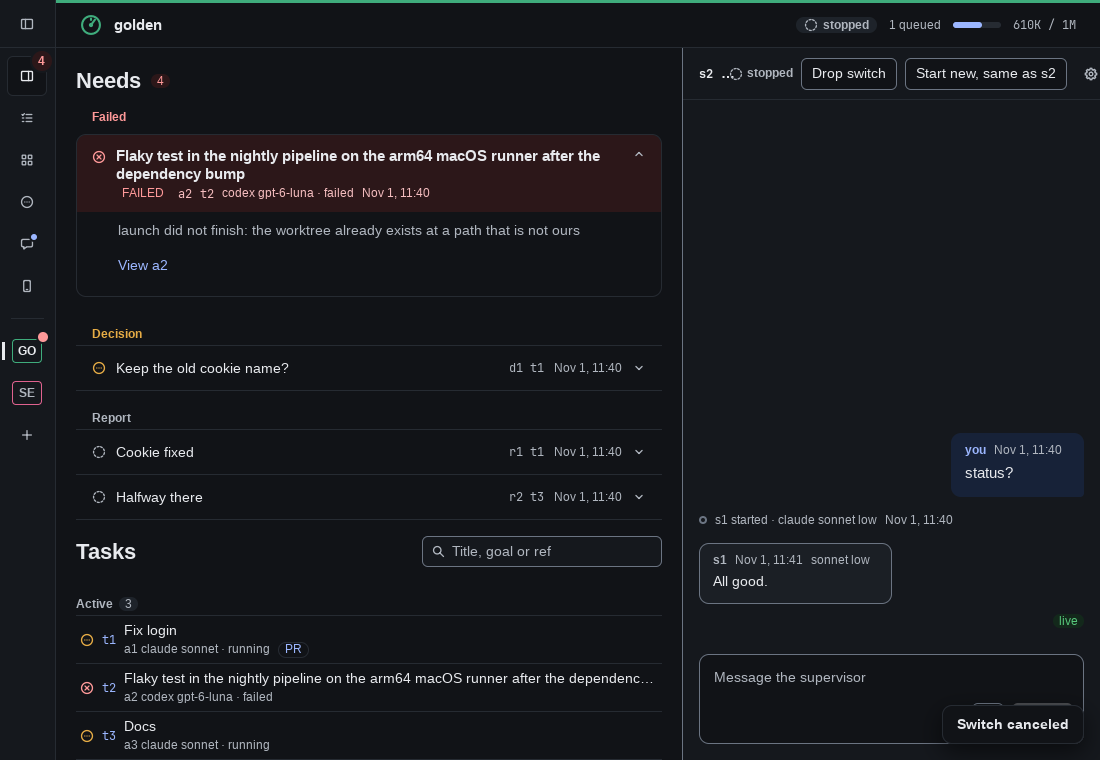 golden
stopped
1 queued
610K / 1M
4
GO
SE
Needs 4
Failed
Flaky test in the nightly pipeline on the arm64 macOS runner after the
dependency bump
FAILED a2 t2 codex gpt-6-luna · failed Nov 1, 11:40
launch did not finish: the worktree already exists at a path that is not ours
View a2
Decision
Keep the old cookie name? d1 t1 Nov 1, 11:40
Report
Cookie fixed r1 t1 Nov 1, 11:40
Halfway there r2 t3 Nov 1, 11:40
Tasks
Title, goal or ref
Active 3
t1 Fix login
a1 claude sonnet · running PR
t2 Flaky test in the nightly pipeline on the arm64 macOS runner after the dependenc…
a2 codex gpt-6-luna · failed
t3 Docs
a3 claude sonnet · running
s2 … stopped Drop switch Start new, same as s2
you Nov 1, 11:40
status?
s1 started · claude sonnet low Nov 1, 11:40
s1 Nov 1, 11:41 sonnet low
All good.
live
Message the supervisor
Switch canceled